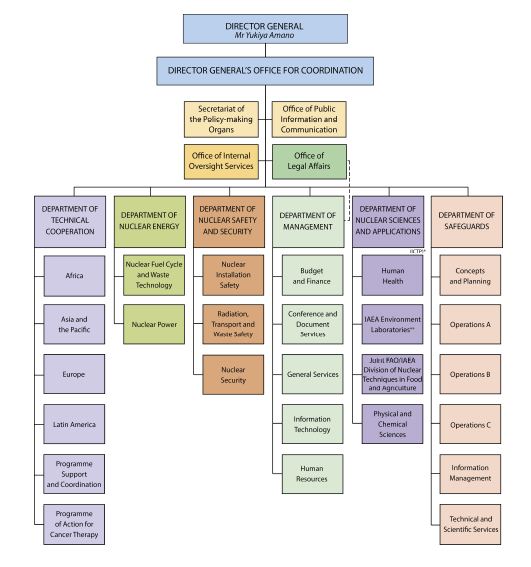 DIRECTOR GENERAL
Mr Yukiya Amano
DIRECTOR GENERAL'S OFFICE FOR COORDINATION
Secretariat of
the Policy-making
Organs
Office of Public
Information and
Communication
Office of Internal
Oversight Services
Office of
Legal Affairs
DEPARTMENT OF
TECHNICAL
COOPERATION
DEPARTMENT OF
NUCLEAR ENERGY
DEPARTMENT OF
NUCLEAR SAFETY
AND SECURITY
DEPARTMENT OF
MANAGEMENT
DEPARTMENT OF
NUCLEAR SCIENCES
AND APPLICATIONS
DEPARTMENT OF
SAFEGUARDS
Africa
Asia and
the Pacific
Europe
Latin America
Programme
Support
and Coordination
Programme
of Action for
Cancer Therapy
Nuclear Fuel Cycle
and Waste
Technology
Nuclear Power
Nuclear
Installation
Safety
Radiation,
Transport and
Waste Safety
Nuclear
Security
Budget
and Finance
Conference and
Document
Services
General Services
Information
Technology
Human
Resources
Human
Health
IAEA Environment
Laboratories**
Joint FAO/IAEA
Division of Nuclear
Techniques in Food
and Agriculture
Physical and
Chemical
Sciences
Concepts
and Planning
Operations A
Operations B
Operations C
Information
Management
Technical and
Scientific Services